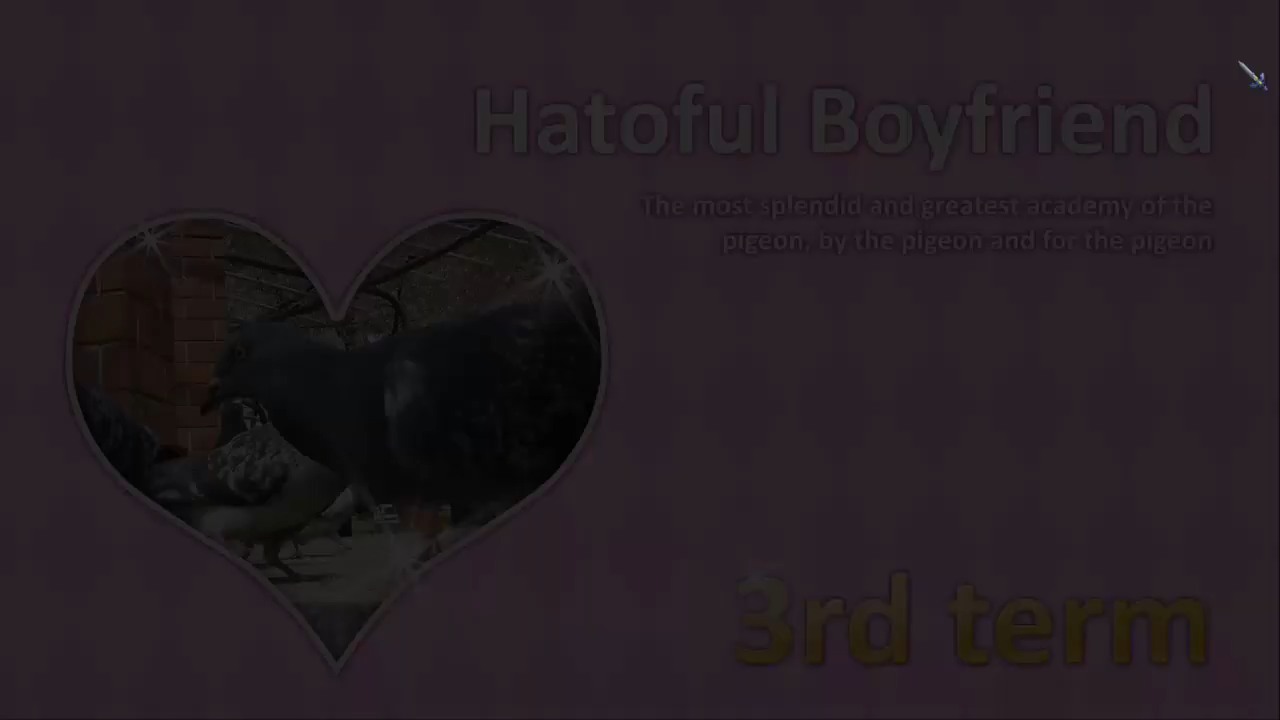 Hatoful Boyfriend
The most splendid and greatest academy of the
pigeon, by the pigeon and for the pigeon
3rd term